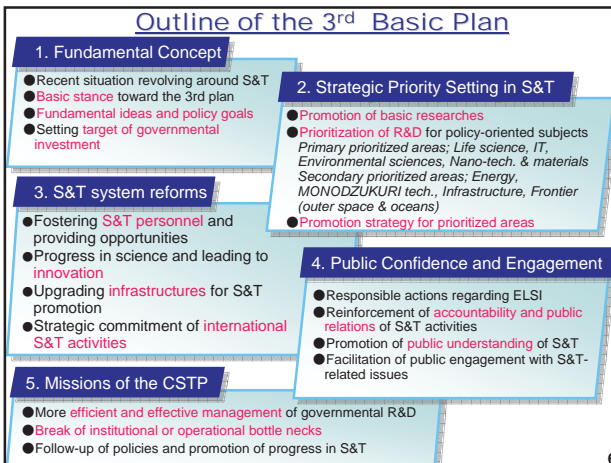 Outline of the 3rd Basic Plan
1. Fundamental Concept
●Recent situation revolving around S&T
●Basic stance toward the 3rd plan
●Fundamental ideas and policy goals
●Setting target of governmental
investment
2. Strategic Priority Setting in S&T
●Promotion of basic researches
●Prioritization of R&D for policy-oriented subjects
Primary prioritized areas; Life science, IT,
Environmental sciences, Nano-tech. & materials
Secondary prioritized areas; Energy,
MONODZUKURI tech., Infrastructure, Frontier
(outer space & oceans)
●Promotion strategy for prioritized areas
3. S&T system reforms
●Fostering S&T personnel and
providing opportunities
●Progress in science and leading to
innovation
●Upgrading infrastructures for S&T
promotion
●Strategic commitment of international
S&T activities
4. Public Confidence and Engagement
●Responsible actions regarding ELSI
●Reinforcement of accountability and public
relations of S&T activities
●Promotion of public understanding of S&T
●Facilitation of public engagement with S&T-
related issues
5. Missions of the CSTP
●More efficient and effective management of governmental R&D
●Break of institutional or operational bottle necks
●Follow-up of policies and promotion of progress in S&T